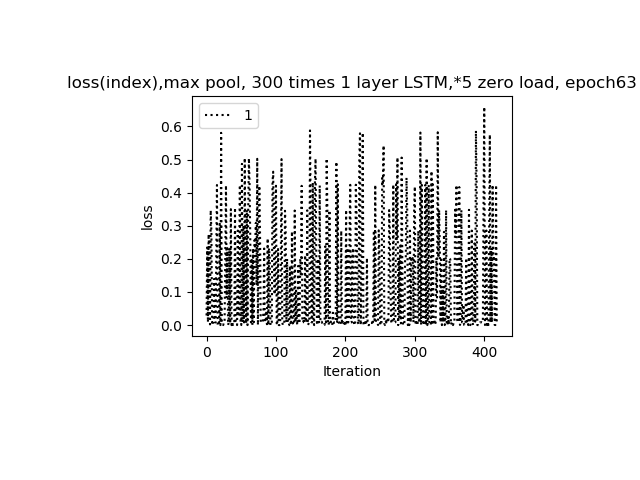 loss(index),max pool, 300 times 1 layer LSTM,*5 zero load, epoch63
1
0.6
0.5
0.4
0.3
0.2
0.1
0.0
loss
0 100 200 300 400
Iteration